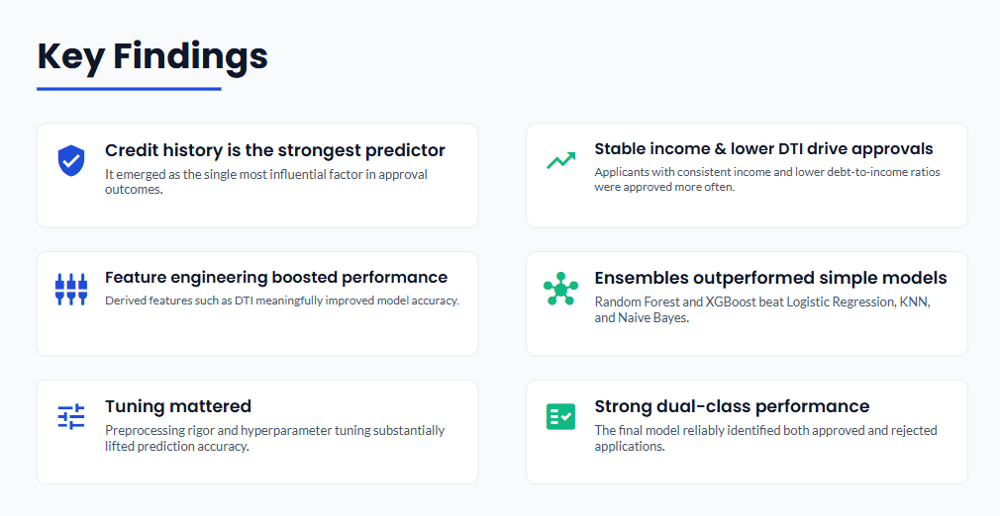 Key Findings
Credit history is the strongest predictor
It emerged as the single most influential factor in approval
outcomes.
Stable income & lower DTI drive approvals
Applicants with consistent income and lower debt-to-income ratios
were approved more often.
Feature engineering boosted performance
Derived features such as DTI meaningfully improved model accuracy.
Ensembles outperformed simple models
Random Forest and XGBoost beat Logistic Regression, KNN,
and Naive Bayes.
Tuning mattered
Preprocessing rigor and hyperparameter tuning substantially
lifted prediction accuracy.
Strong dual-class performance
The final model reliably identified both approved and rejected
applications.